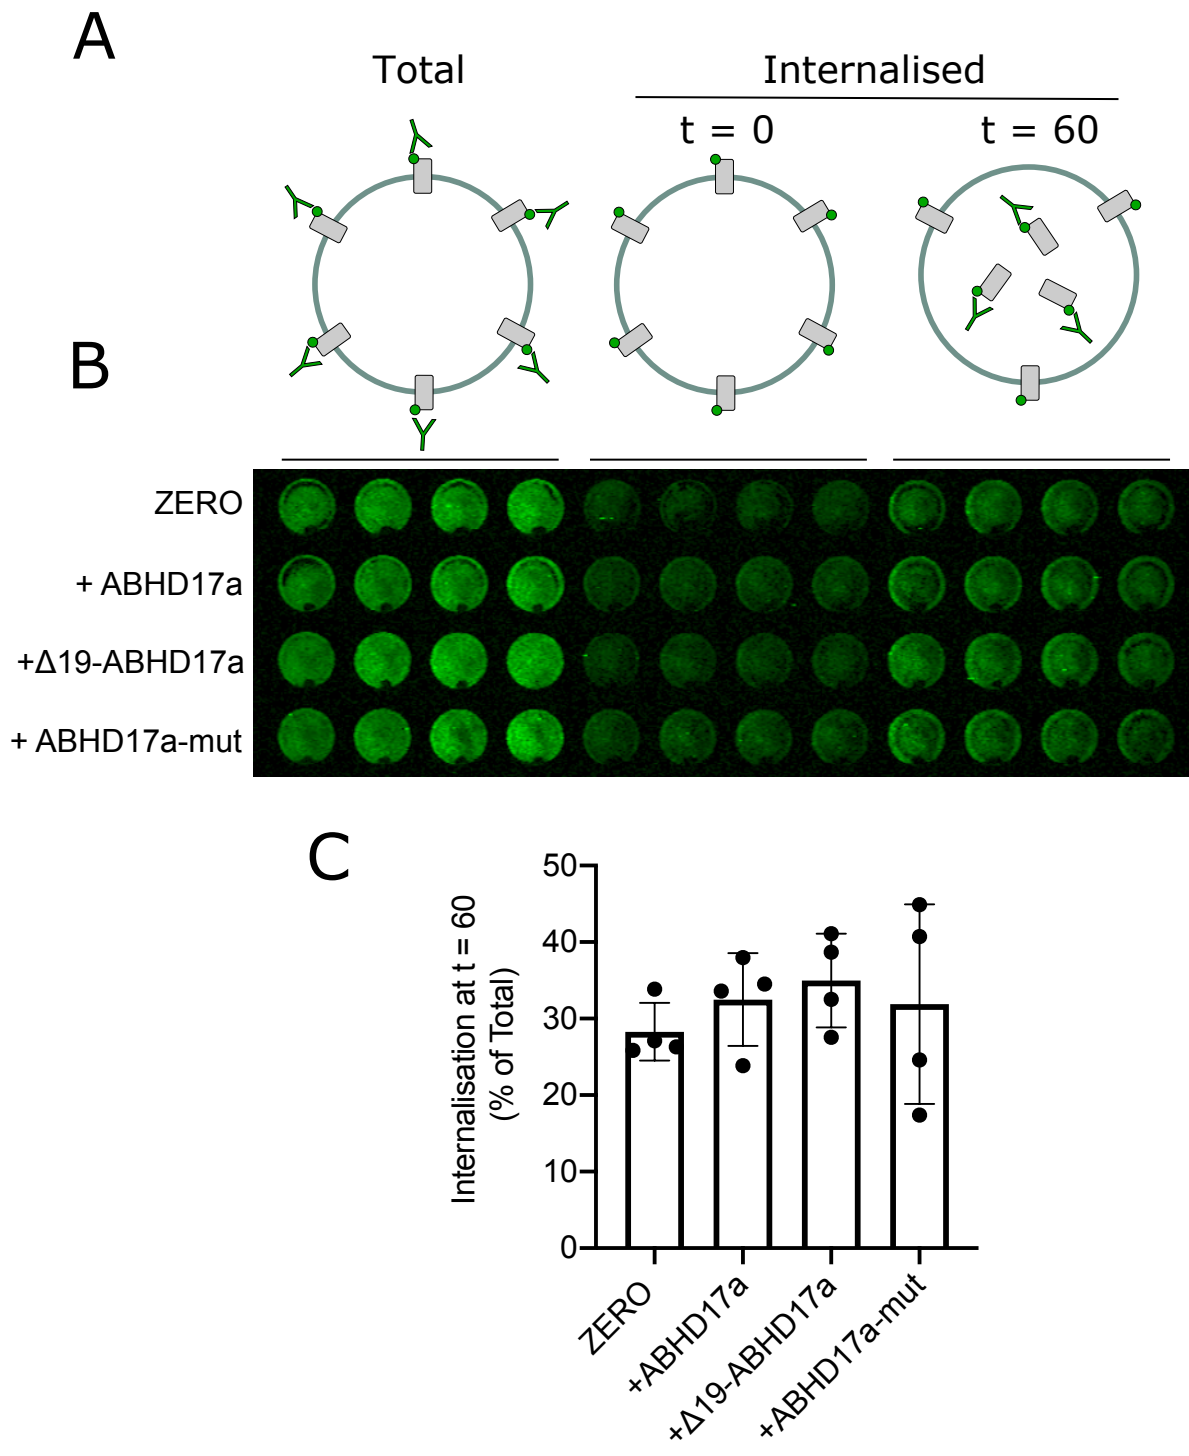 A
Total
Internalised
t = 0
t = 60
B
ZERO
+ ABHD17a
+Δ19-ABHD17a
+ ABHD17a-mut
C
Internalisation at t = 60
(% of Total)
50
40
30
20
10
0
ZERO
+ABHD17a
+Δ19-ABHD17a
+ABHD17a-mut